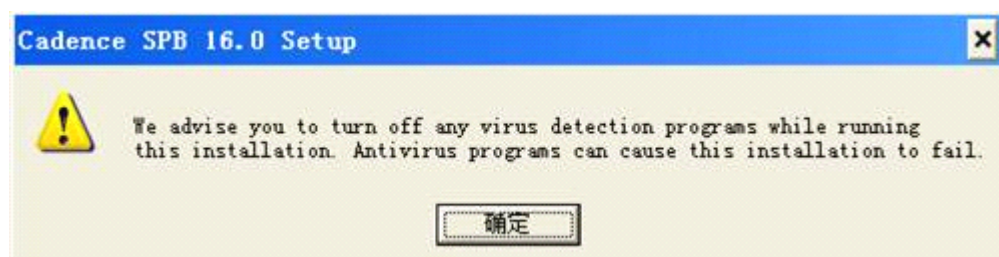 Cadence SPB 16.0 Setup
We advise you to turn off any virus detection programs while running
this installation. Antivirus programs can cause this installation to fail.
确定